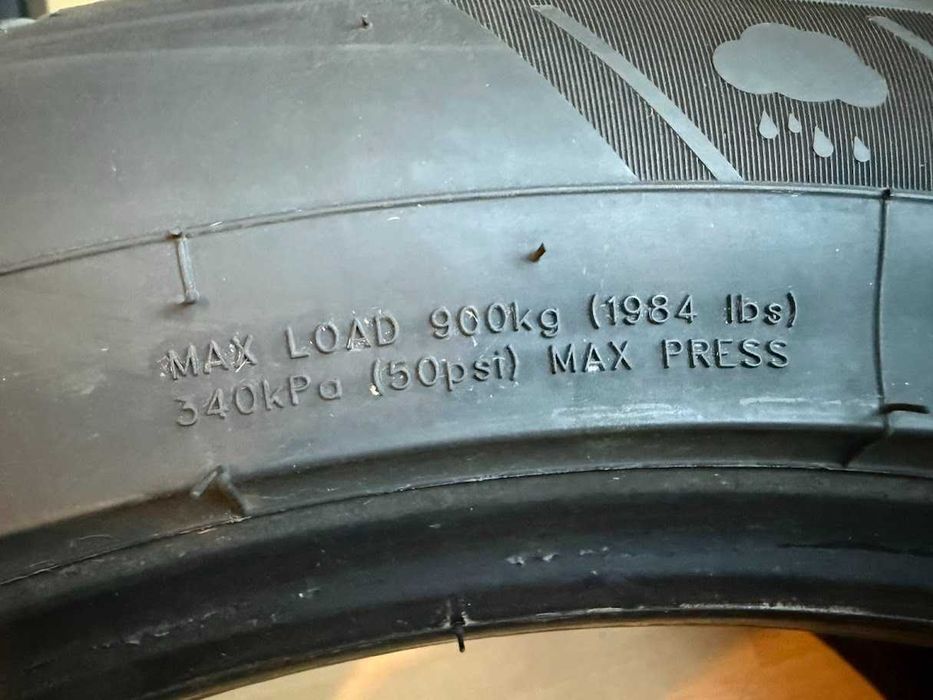 MAX LOAD 900kg (1984 lbs)
340kPa (50psi) MAX PRESS